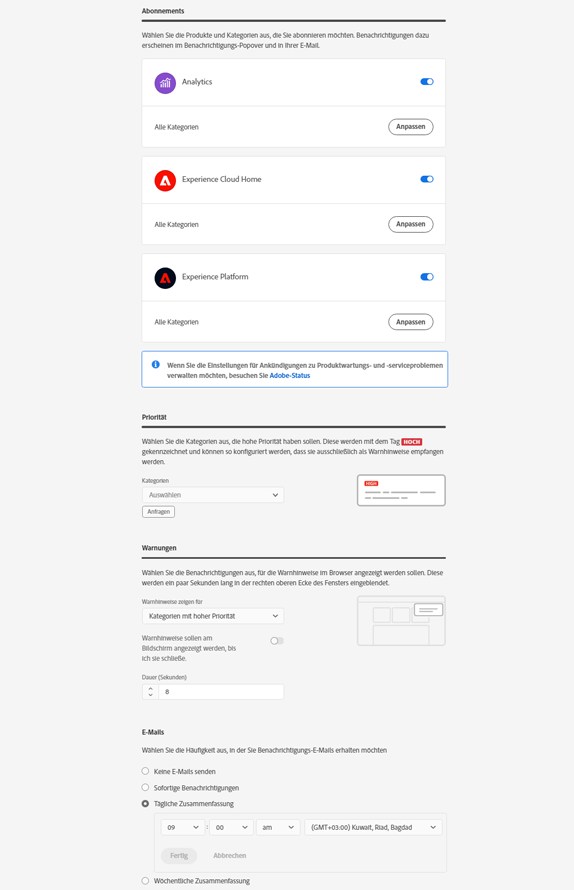 Abonnements
Wählen Sie die Produkte und Kategorien aus, die Sie abonnieren möchten. Benachrichtigungen dazu
erscheinen im Benachrichtigungs-Popover und in Ihrer E-Mail.
Analytics
Alle Kategorien
Anpassen
Experience Cloud Home
Alle Kategorien
Anpassen
Experience Platform
Alle Kategorien
Anpassen
Wenn Sie die Einstellungen für Ankündigungen zu Produktwartungs- und -serviceproblemen
verwalten möchten, besuchen Sie Adobe-Status
Priorität
Wählen Sie die Kategorien aus, die hohe Priorität haben sollen. Diese werden mit dem Tag HOCH
gekennzeichnet und können so konfiguriert werden, dass sie ausschließlich als Warnhinweise empfangen
werden.
Kategorien
Auswählen
Anfragen
HIGH
Warnungen
Wählen Sie die Benachrichtigungen aus, für die Warnhinweise im Browser angezeigt werden sollen. Diese
werden ein paar Sekunden lang in der rechten oberen Ecke des Fensters eingeblendet.
Warnhinweise zeigen für
Kategorien mit hoher Priorität
Warnhinweise sollen am
Bildschirm angezeigt werden, bis
ich sie schließe.
Dauer (Sekunden)
8
E-Mails
Wählen Sie die Häufigkeit aus, in der Sie Benachrichtigungs-E-Mails erhalten möchten
Keine E-Mails senden
Sofortige Benachrichtigungen
Tägliche Zusammenfassung
09 : 00 am (GMT+03:00) Kuwait, Riad, Bagdad
Fertig Abbrechen
Wöchentliche Zusammenfassung